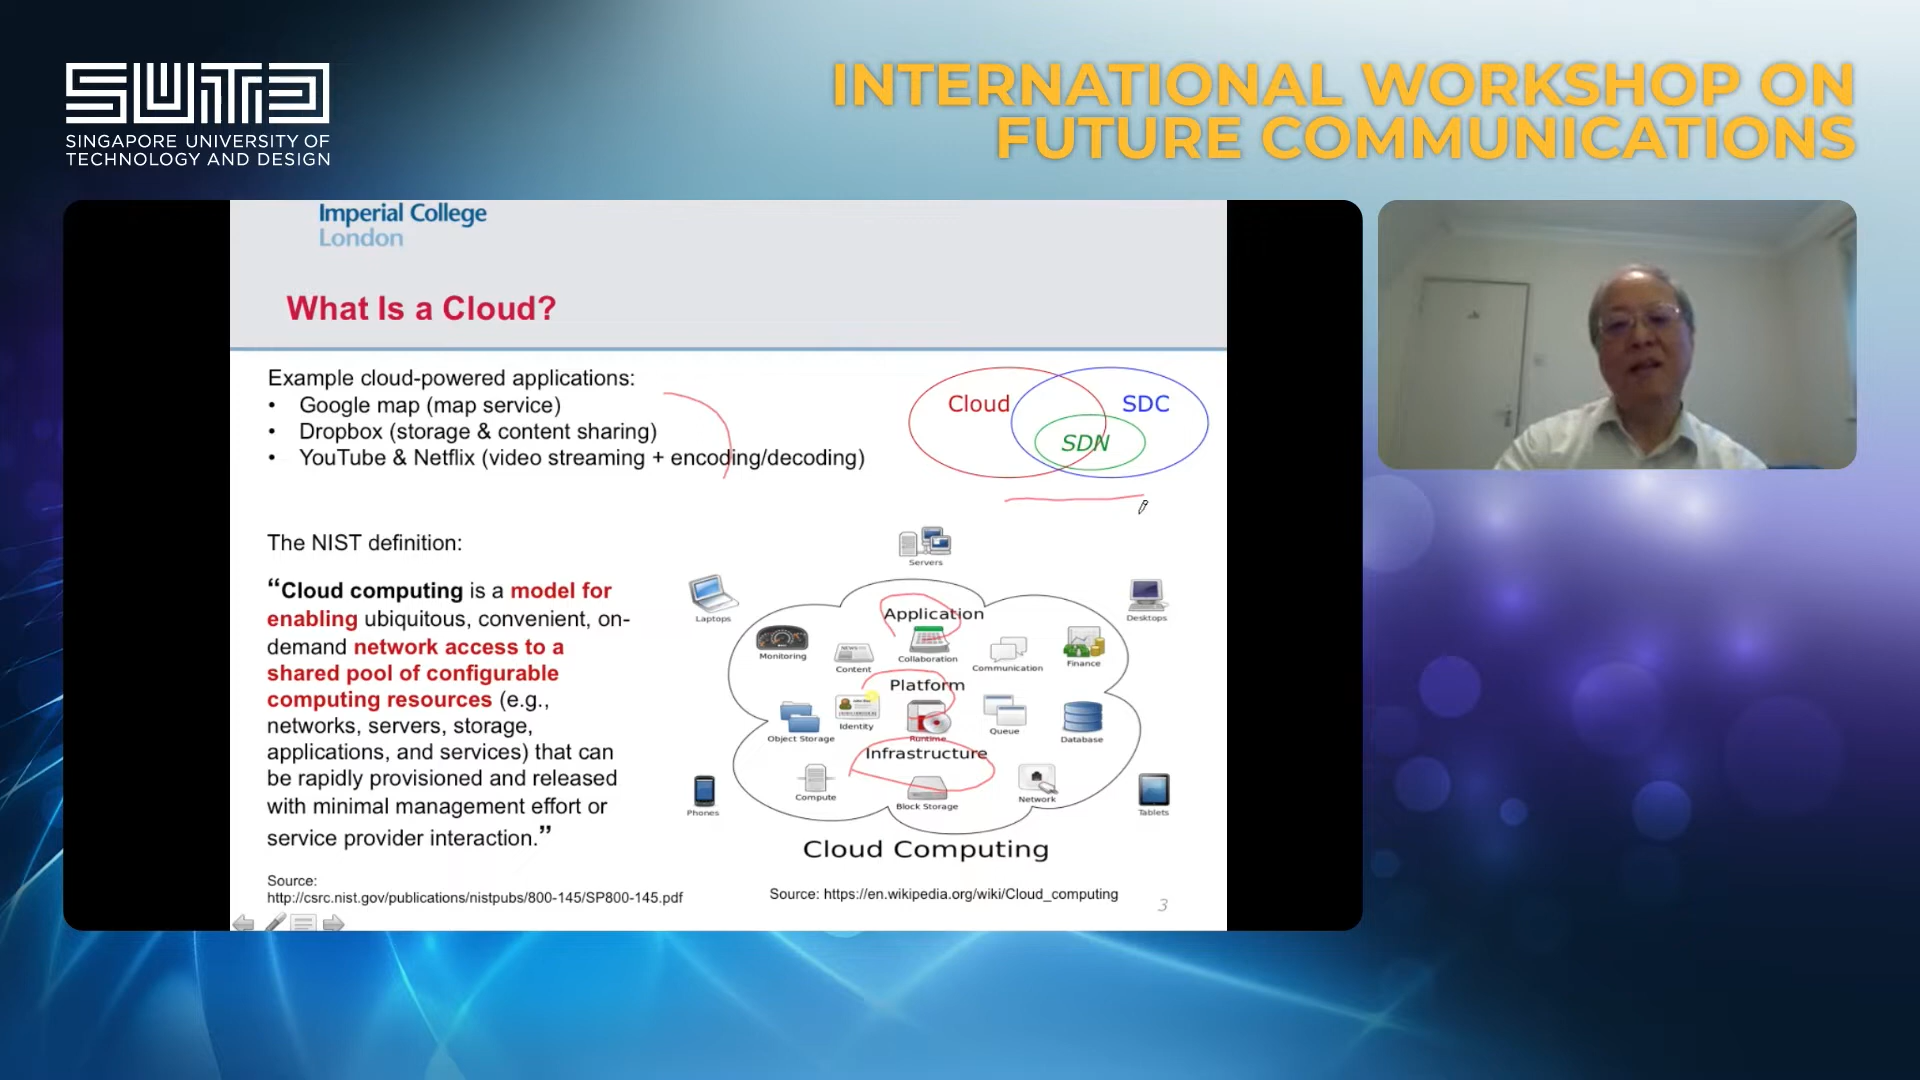 SUTD
SINGAPORE UNIVERSITY OF
TECHNOLOGY AND DESIGN
INTERNATIONAL WORKSHOP ON
FUTURE COMMUNICATIONS
Imperial College
London
What Is a Cloud?
Example cloud-powered applications:
• Google map (map service)
• Dropbox (storage & content sharing)
• YouTube & Netflix (video streaming + encoding/decoding)
Cloud
SDC
SDN
The NIST definition:
“Cloud computing is a model for
enabling ubiquitous, convenient, on-
demand network access to a
shared pool of configurable
computing resources (e.g.,
networks, servers, storage,
applications, and services) that can
be rapidly provisioned and released
with minimal management effort or
service provider interaction.”
Source:
http://csrc.nist.gov/publications/nistpubs/800-145/SP800-145.pdf
Servers
Laptops
Desktops
Application
Monitoring
NEWS
Content
Collaboration
Communication
Finance
Platform
Object Storage
Identity
Runtime
Queue
Database
Infrastructure
Compute
Block Storage
Network
Phones
Tablets
Cloud Computing
Source: https://en.wikipedia.org/wiki/Cloud_computing
3